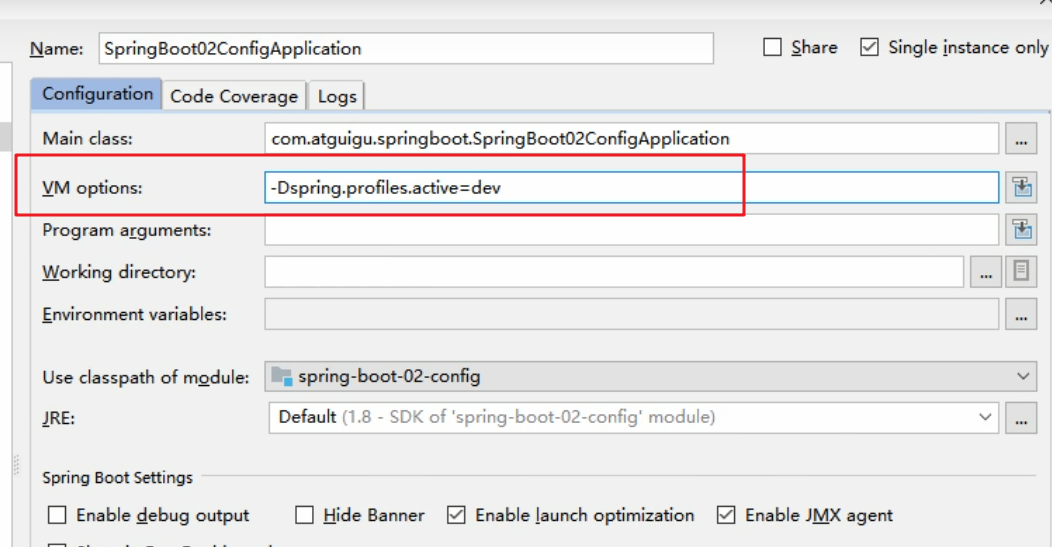 Name: SpringBoot02ConfigApplication Share Single instance only
Configuration Code Coverage Logs
Main class: com.atguigu.springboot.SpringBoot02ConfigApplication ...
VM options: -Dspring.profiles.active=dev
Program arguments:
Working directory: ...
Environment variables: ...
Use classpath of module: spring-boot-02-config
JRE: Default (1.8 - SDK of 'spring-boot-02-config' module) ...
Spring Boot Settings
Enable debug output Hide Banner Enable launch optimization Enable JMX agent